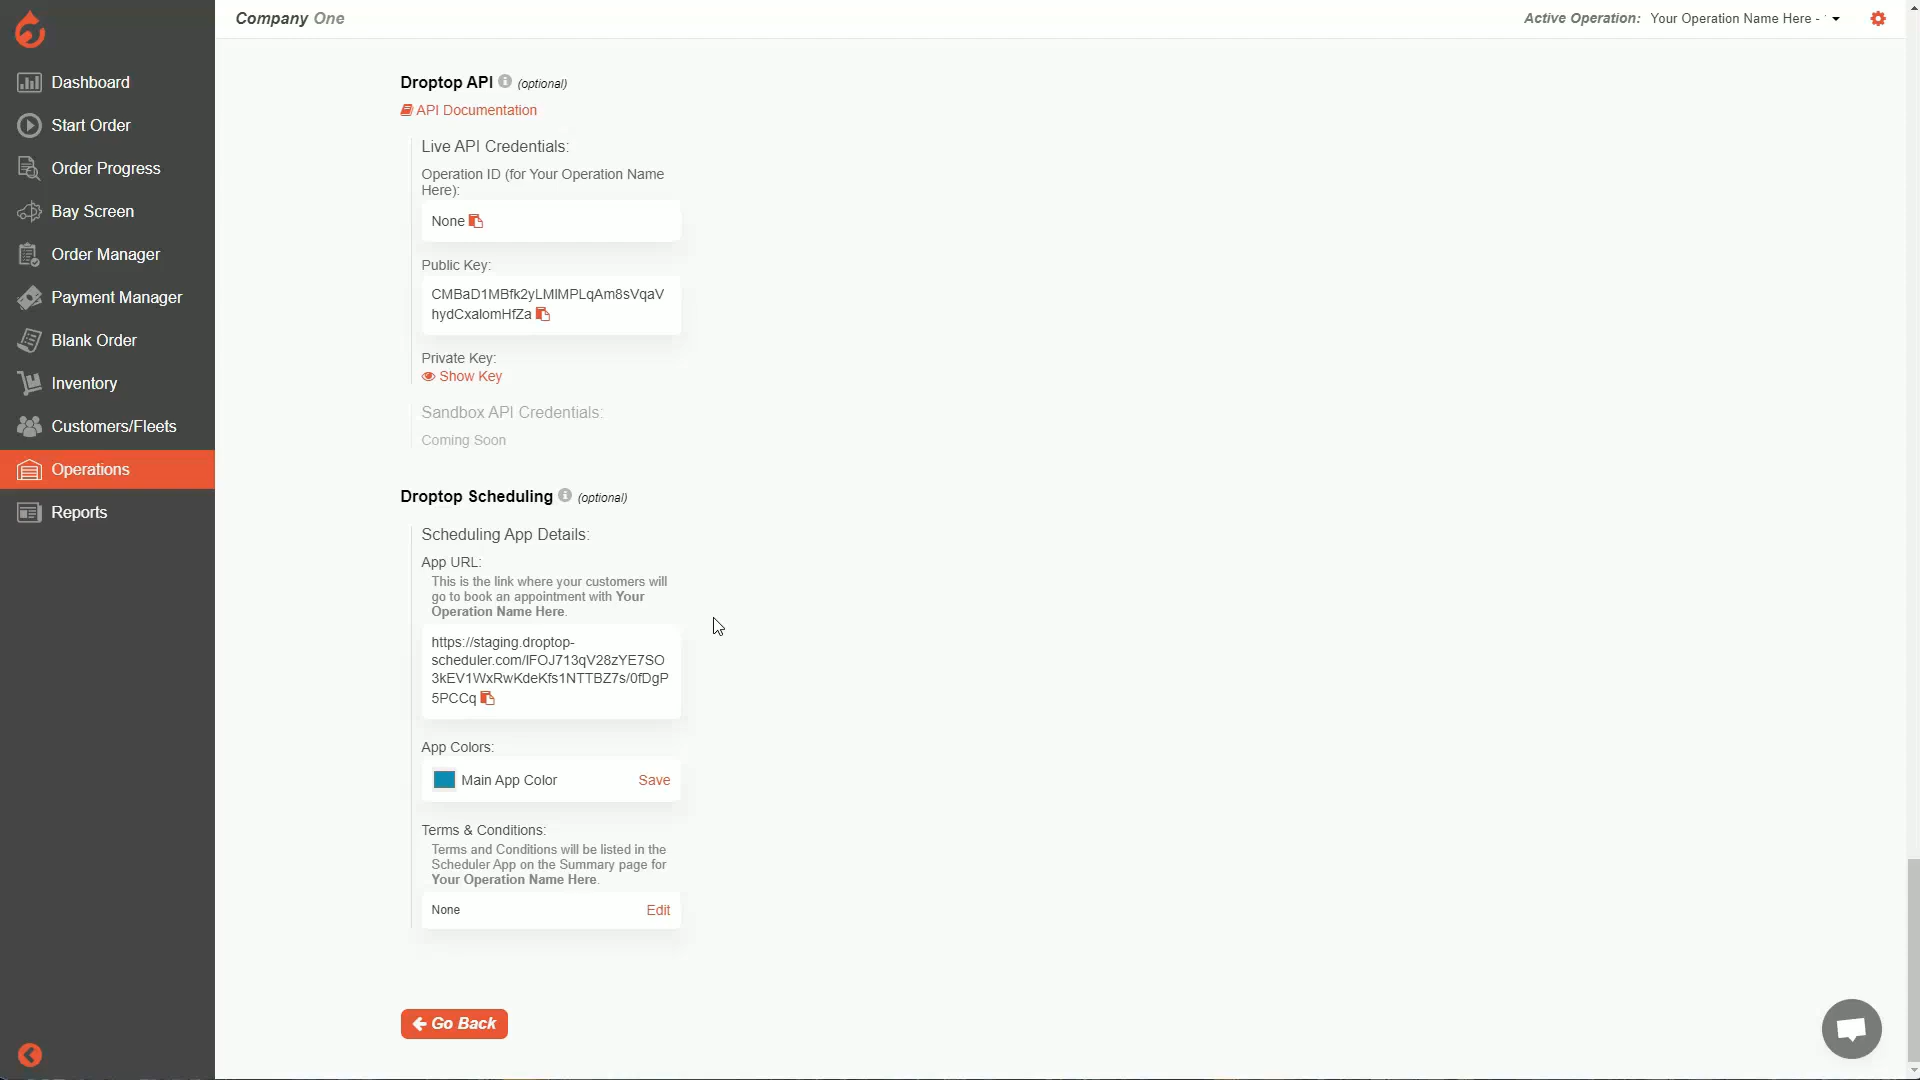 Company One
Active Operation: Your Operation Name Here -
Dashboard
Start Order
Order Progress
Bay Screen
Order Manager
Payment Manager
Blank Order
Inventory
Customers/Fleets
Operations
Reports
Droptop API (optional)
API Documentation
Live API Credentials:
Operation ID (for Your Operation Name
Here):
None
Public Key:
CMBaD1MBfk2yLMIMPLqAm8sVqaV
hydCxalomHfZa
Private Key:
Show Key
Sandbox API Credentials:
Coming Soon
Droptop Scheduling (optional)
Scheduling App Details:
App URL:
This is the link where your customers will
go to book an appointment with Your
Operation Name Here.
https://staging.droptop-
scheduler.com/IFOJ713qV28zYE7SO
3kEV1WxRwKdeKfs1NTTBZ7s/0fDgP
5PCCq
App Colors:
Main App Color Save
Terms & Conditions:
Terms and Conditions will be listed in the
Scheduler App on the Summary page for
Your Operation Name Here.
None Edit
Go Back